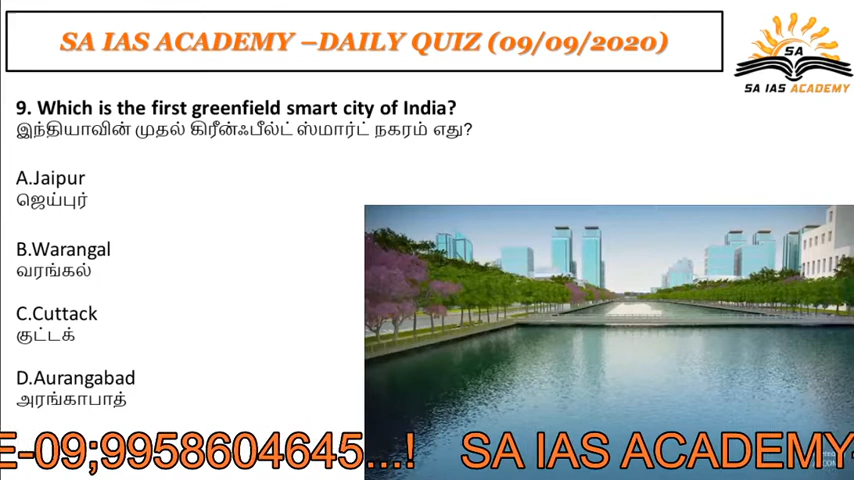 SA IAS ACADEMY –DAILY QUIZ (09/09/2020)
SA
SA IAS ACADEMY
9. Which is the first greenfield smart city of India?
இந்தியாவின் முதல் கிரீன்ஃபீல்ட் ஸ்மார்ட் நகரம் எது?
A.Jaipur
ஜெய்பூர்
B.Warangal
வரங்கல்
C.Cuttack
குட்டக்
D.Aurangabad
அரங்காபாத்
E-09;9958604645...! SA IAS ACADEMY